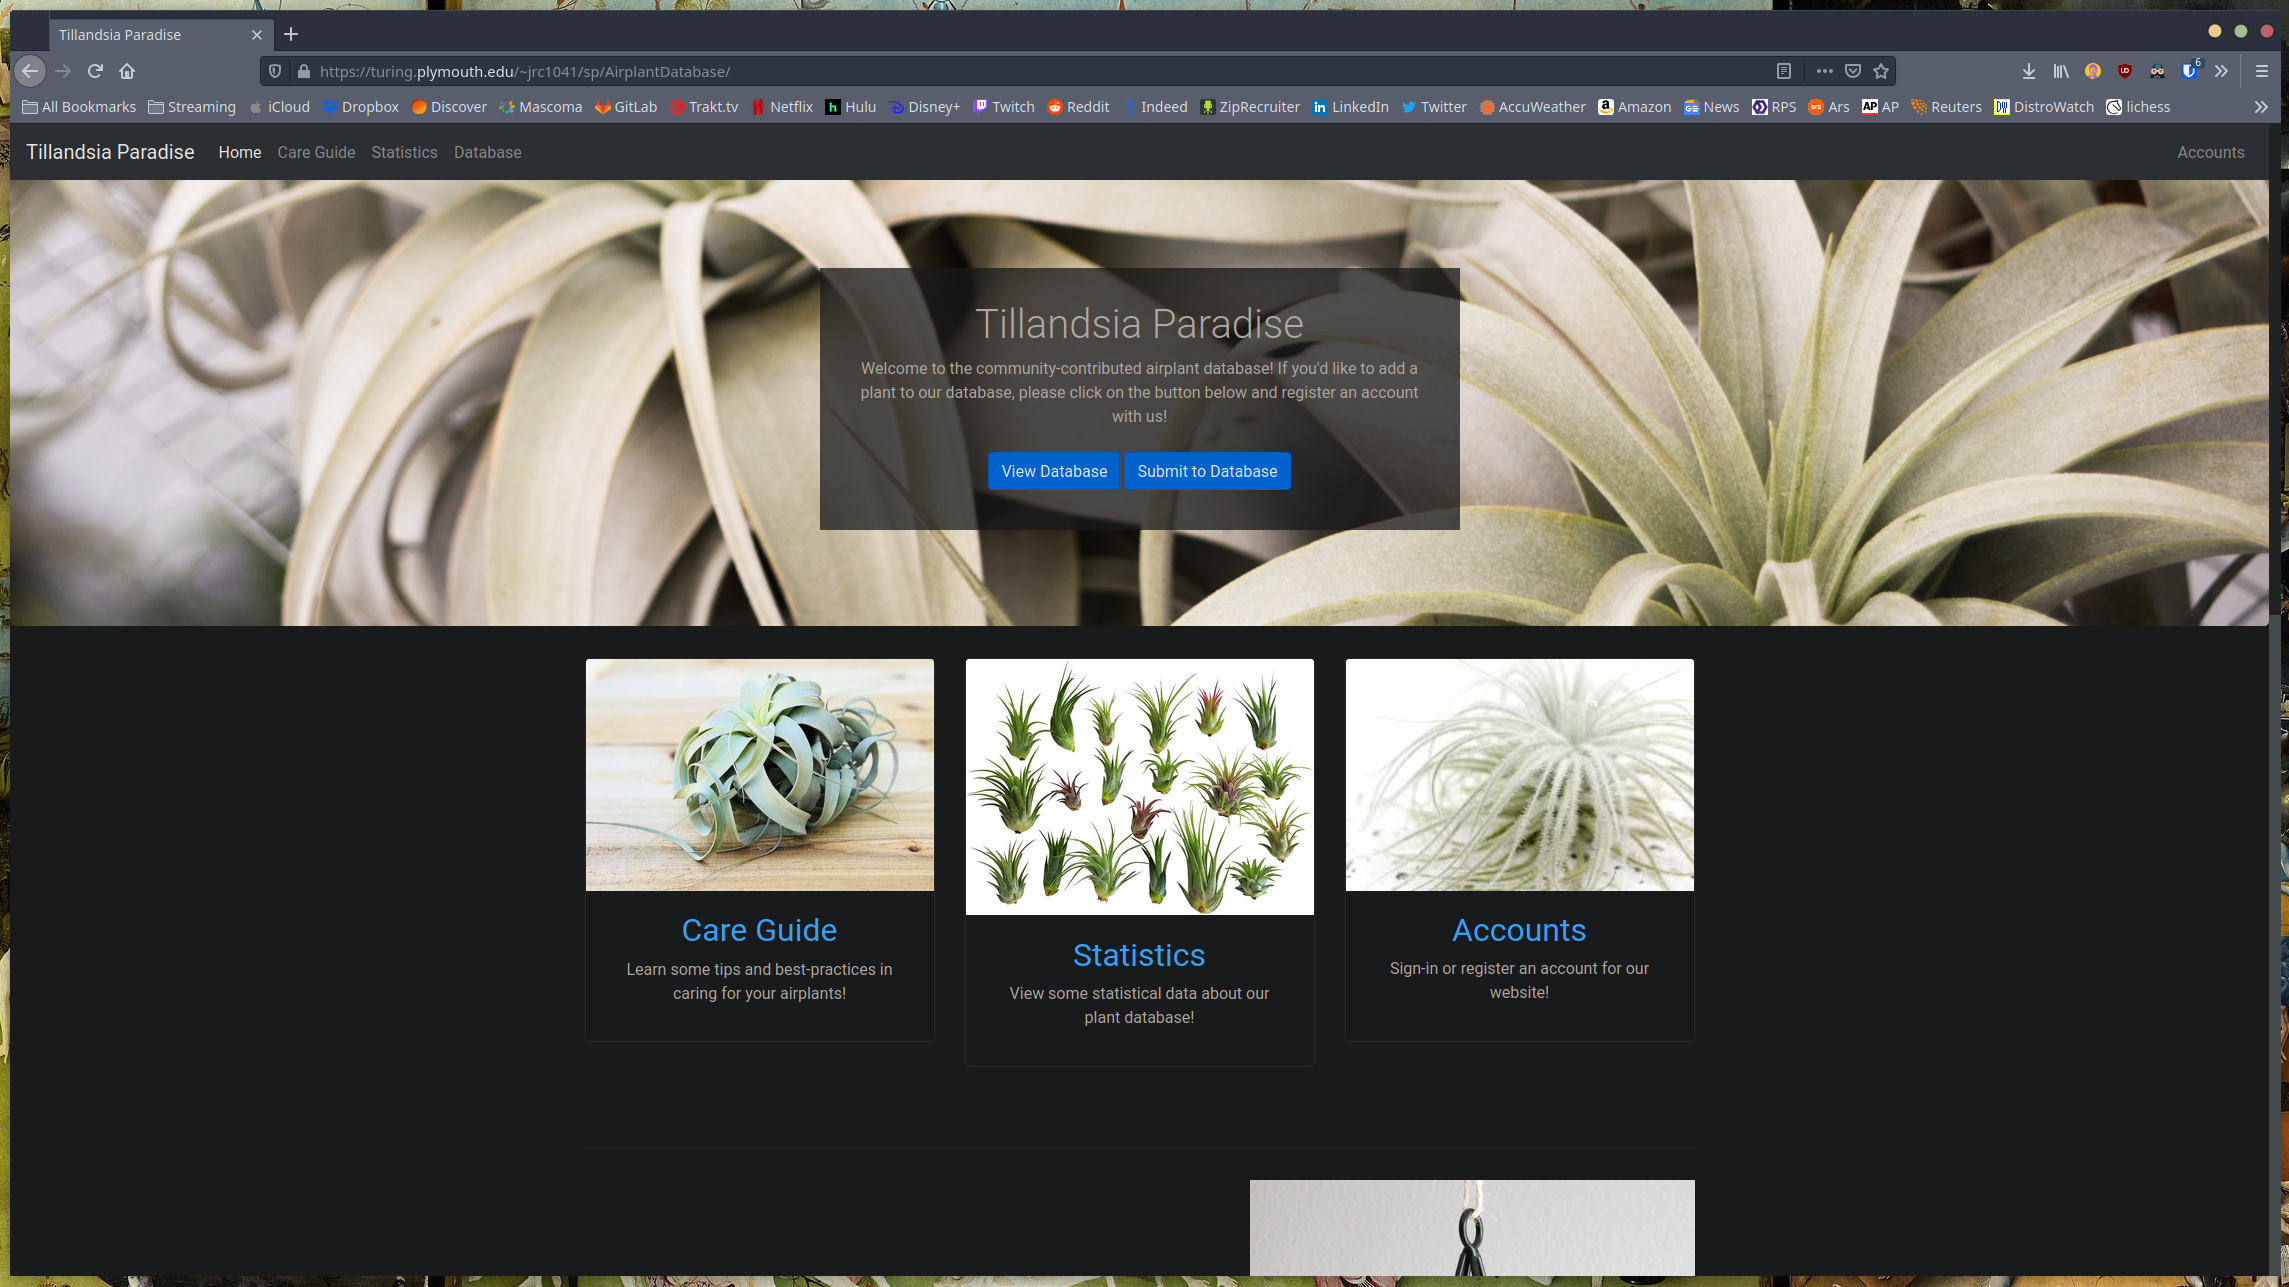 Tillandsia Paradise
https://turing.plymouth.edu/~jrc1041/sp/AirplantDatabase/
6
All Bookmarks Streaming iCloud Dropbox Discover Mascoma GitLab Trakt.tv Netflix Hulu Disney+ Twitch Reddit Indeed ZipRecruiter LinkedIn Twitter AccuWeather Amazon News RPS Ars AP AP Reuters DistroWatch lichess
Tillandsia Paradise Home Care Guide Statistics Database Accounts
Tillandsia Paradise
Welcome to the community-contributed airplant database! If you'd like to add a
plant to our database, please click on the button below and register an account
with us!
View Database Submit to Database
Care Guide
Learn some tips and best-practices in
caring for your airplants!
Statistics
View some statistical data about our
plant database!
Accounts
Sign-in or register an account for our
website!